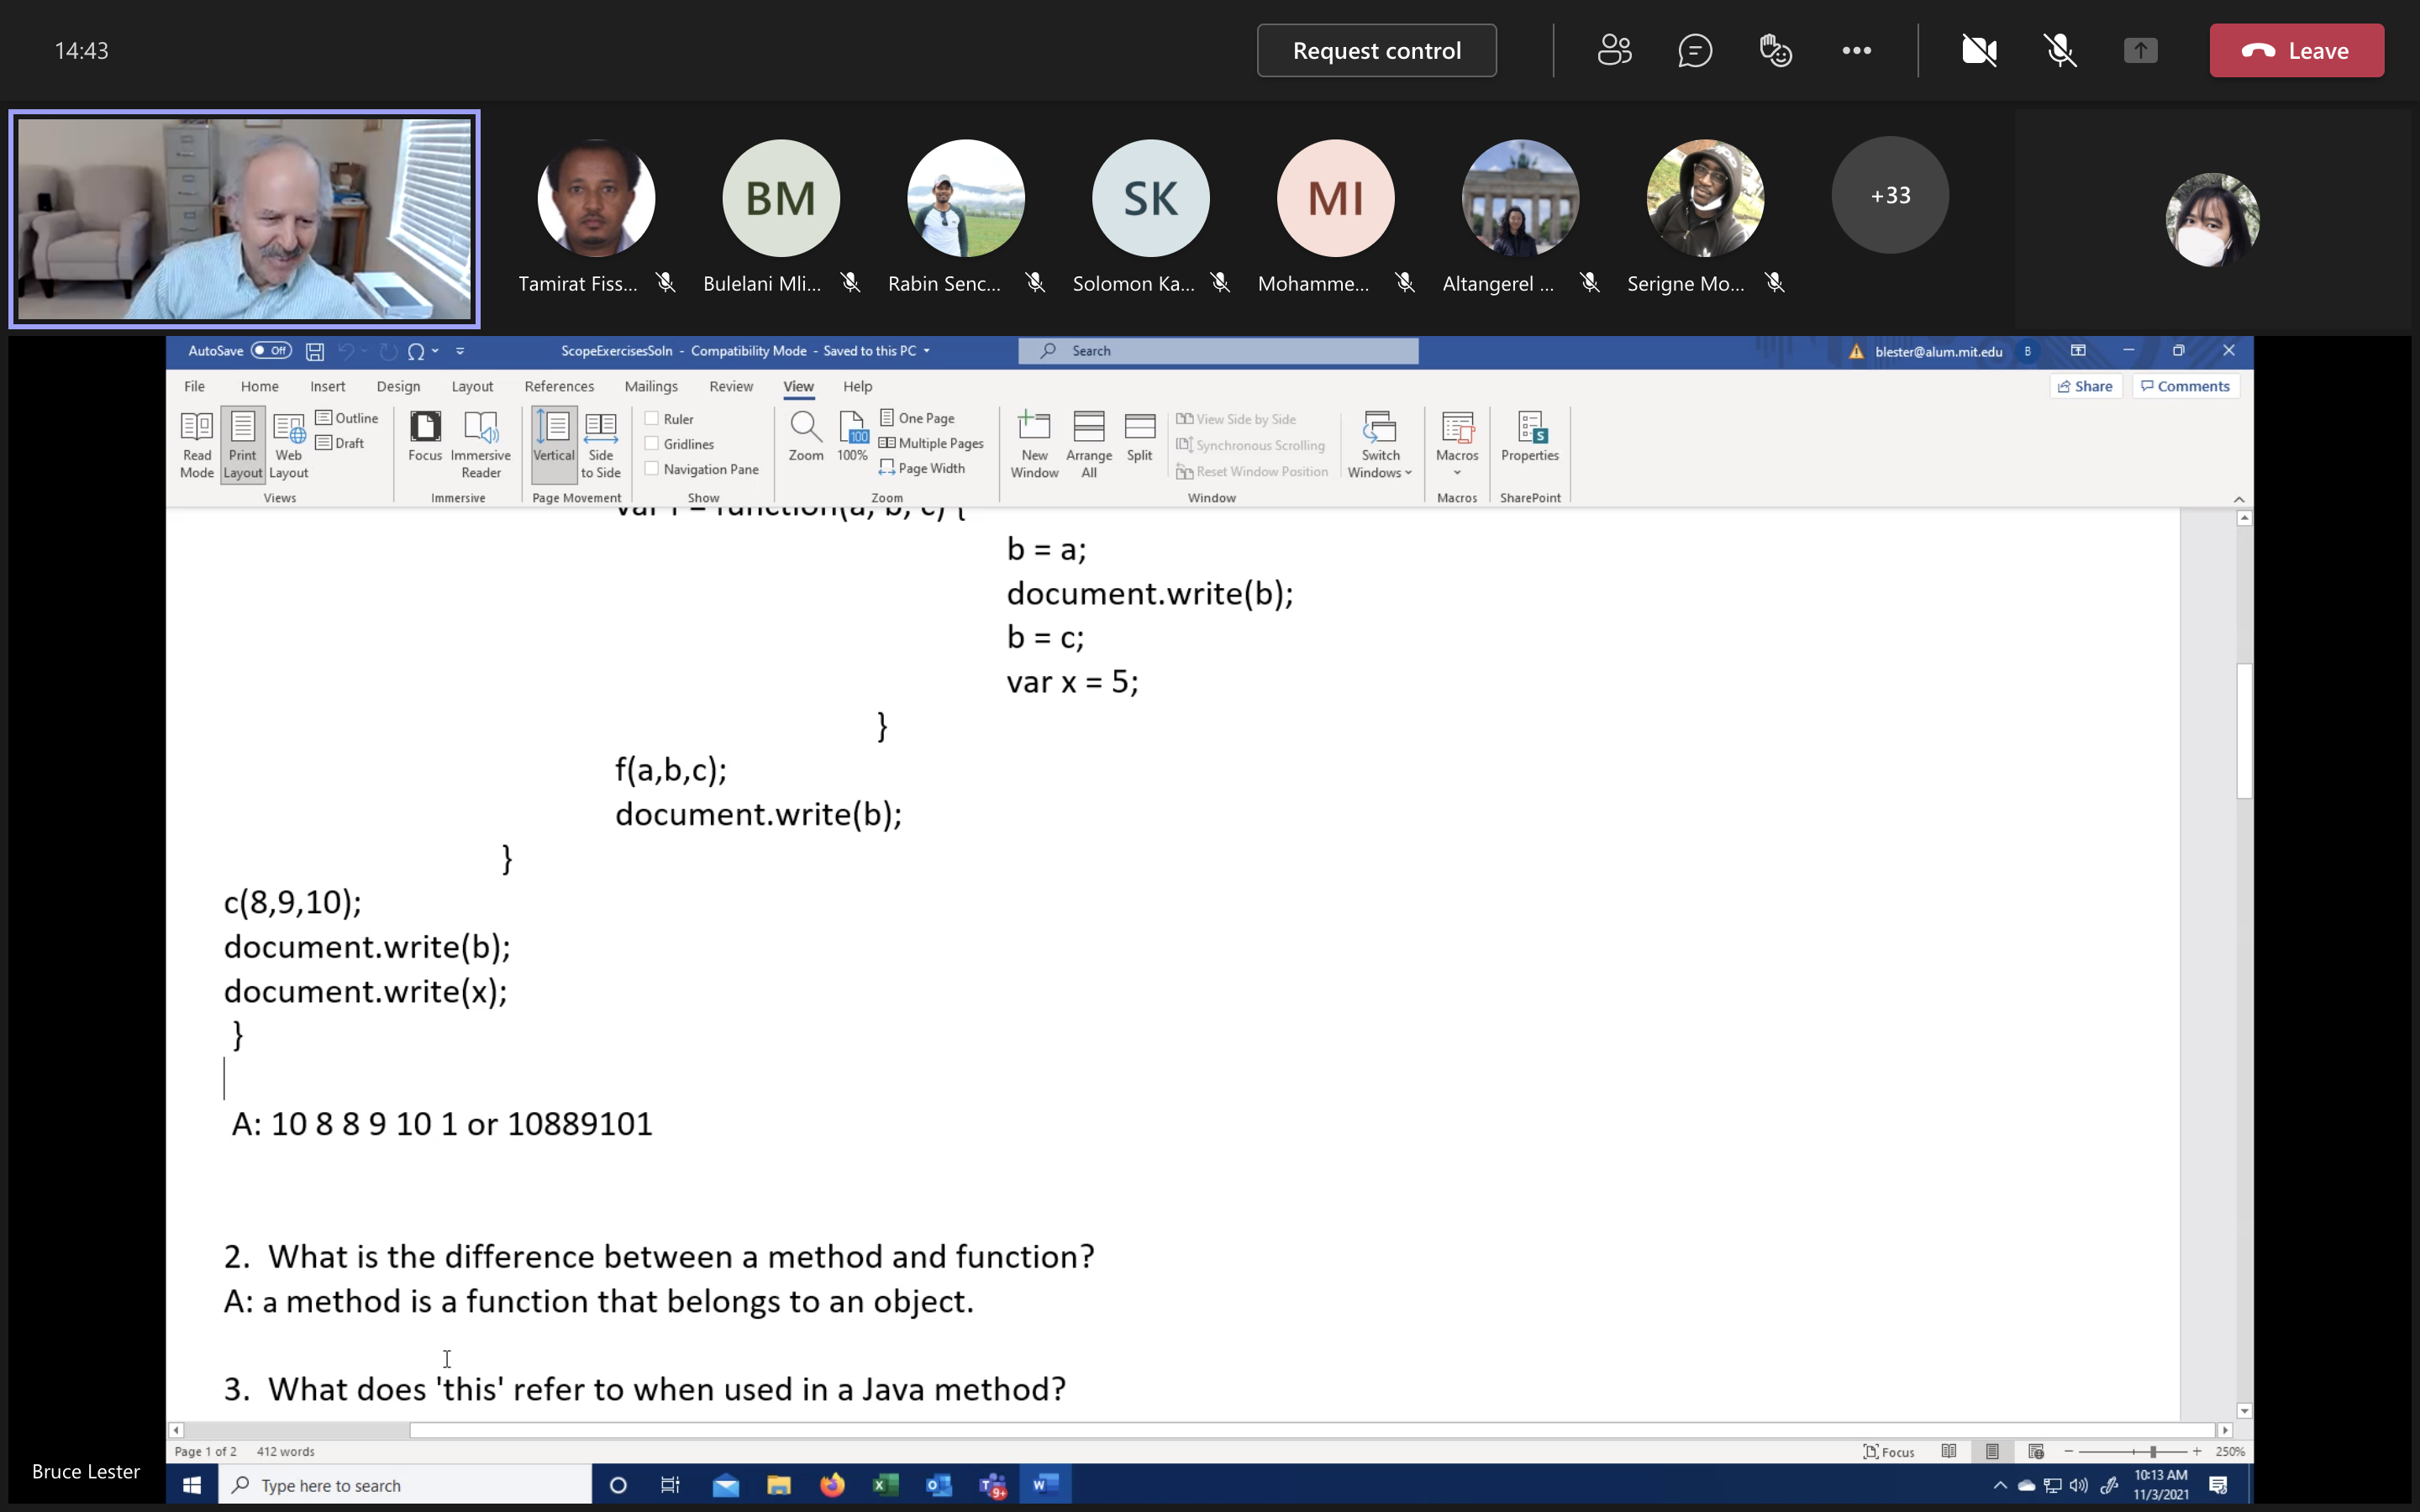 14:43
Request control
Leave
BM
SK
MI
+33
Tamirat Fiss...
Bulelani Mli...
Rabin Senc...
Solomon Ka...
Mohamme...
Altangerel ...
Serigne Mo...
AutoSave Off
ScopeExercisesSoln - Compatibility Mode - Saved to this PC
Search
blester@alum.mit.edu
B
File Home Insert Design Layout References Mailings Review View Help
Share
Comments
Read Mode
Print Layout
Web Layout
Outline
Draft
Views
Focus
Immersive Reader
Immersive
Vertical
Side to Side
Page Movement
Ruler
Gridlines
Navigation Pane
Show
Zoom
100
100%
One Page
Multiple Pages
Page Width
Zoom
New Window
Arrange All
Split
View Side by Side
Synchronous Scrolling
Reset Window Position
Window
Switch Windows
Macros
Macros
Properties
SharePoint
var f = function(a, b, c) {
b = a;
document.write(b);
b = c;
var x = 5;
}
f(a,b,c);
document.write(b);
}
c(8,9,10);
document.write(b);
document.write(x);
}
A: 10 8 8 9 10 1 or 10889101
2. What is the difference between a method and function?
A: a method is a function that belongs to an object.
3. What does 'this' refer to when used in a Java method?
Page 1 of 2 412 words
Focus
250%
Bruce Lester
Type here to search
9+
10:13 AM
11/3/2021